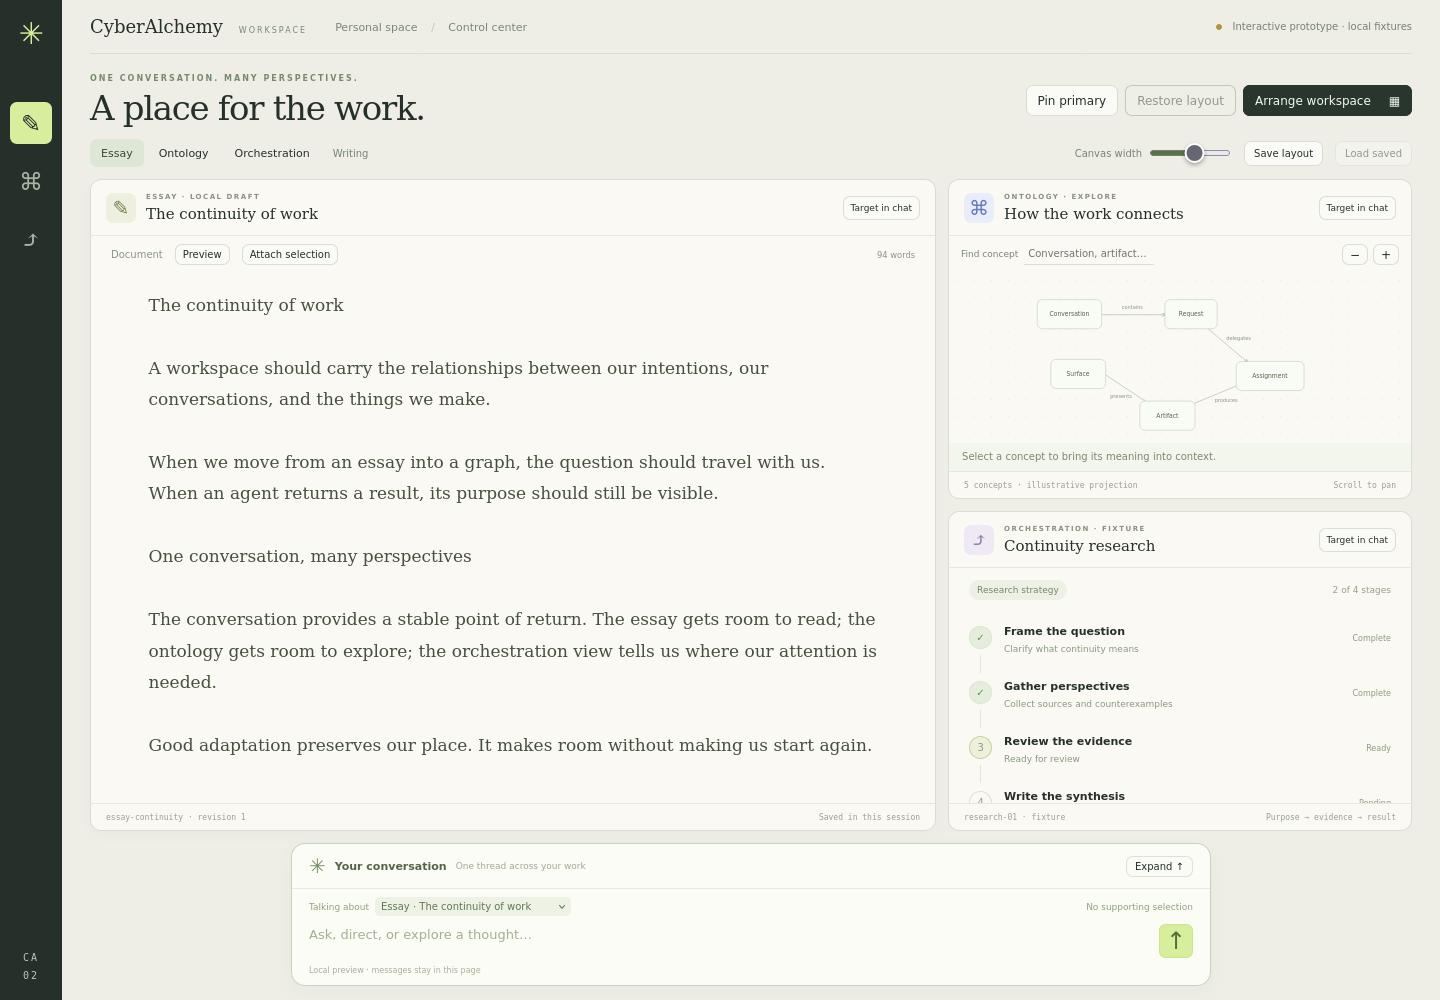 CyberAlchemy WORKSPACE Personal space / Control center
Interactive prototype · local fixtures
ONE CONVERSATION. MANY PERSPECTIVES.
A place for the work.
Pin primary
Restore layout
Arrange workspace
Essay
Ontology
Orchestration
Writing
Canvas width
Save layout
Load saved
ESSAY · LOCAL DRAFT
The continuity of work
Target in chat
Document
Preview
Attach selection
94 words
The continuity of work
A workspace should carry the relationships between our intentions, our
conversations, and the things we make.
When we move from an essay into a graph, the question should travel with us.
When an agent returns a result, its purpose should still be visible.
One conversation, many perspectives
The conversation provides a stable point of return. The essay gets room to read; the
ontology gets room to explore; the orchestration view tells us where our attention is
needed.
Good adaptation preserves our place. It makes room without making us start again.
essay-continuity · revision 1
Saved in this session
ONTOLOGY · EXPLORE
How the work connects
Target in chat
Find concept
Conversation, artifact…
− +
Conversation
contains
Request
delegates
Surface
Assignment
presents
produces
Artifact
Select a concept to bring its meaning into context.
5 concepts · illustrative projection
Scroll to pan
ORCHESTRATION · FIXTURE
Continuity research
Target in chat
Research strategy
2 of 4 stages
✓ Frame the question
Complete
Clarify what continuity means
✓ Gather perspectives
Complete
Collect sources and counterexamples
3 Review the evidence
Ready
Ready for review
4 Write the synthesis
Pending
research-01 · fixture
Purpose → evidence → result
Your conversation One thread across your work
Expand ↑
Talking about
Essay · The continuity of work
No supporting selection
Ask, direct, or explore a thought…
↑
Local preview · messages stay in this page
CA
02